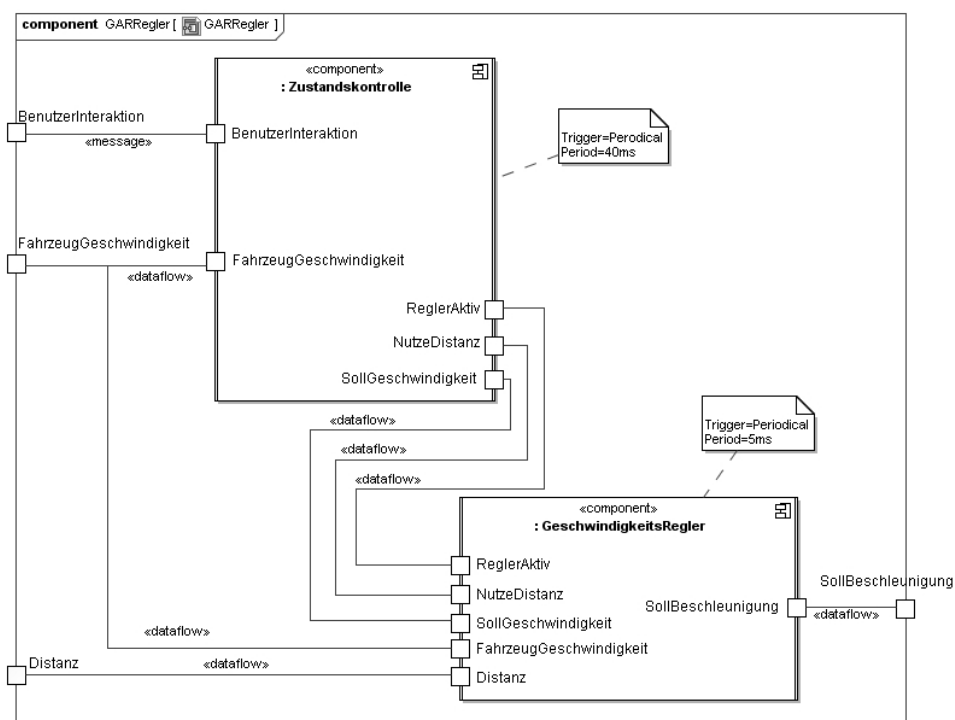 component GARRegler [ GARRegler ]
«component»
: Zustandskontrolle
BenutzerInteraktion
«message»
BenutzerInteraktion
Trigger=Perodical
Period=40ms
FahrzeugGeschwindigkeit
«dataflow»
FahrzeugGeschwindigkeit
ReglerAktiv
NutzeDistanz
SollGeschwindigkeit
«dataflow»
«dataflow»
«dataflow»
Trigger=Periodical
Period=5ms
«component»
: GeschwindigkeitsRegler
ReglerAktiv
NutzeDistanz
SollGeschwindigkeit
FahrzeugGeschwindigkeit
Distanz
SollBeschleunigung
SollBeschleunigung
«dataflow»
«dataflow»
Distanz
«dataflow»